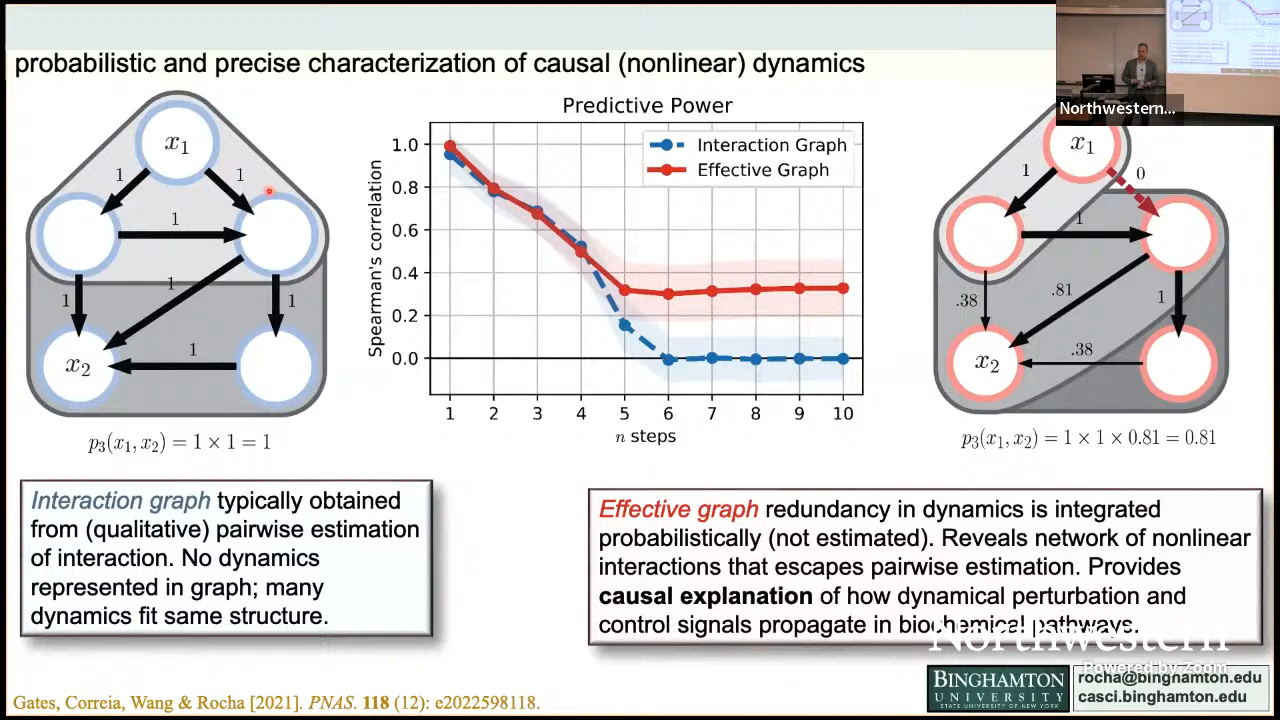 probabilistic and precise characterization of causal (nonlinear) dynamics
Northwestern...
x1
1
1
1
1
1
1
x2
1
p3(x1, x2) = 1 × 1 = 1
Predictive Power
Interaction Graph
Effective Graph
Spearman's correlation
1.0
0.8
0.6
0.4
0.2
0.0
1 2 3 4 5 6 7 8 9 10
n steps
x1
1
0
1
.38
.81
1
x2
.38
p3(x1, x2) = 1 × 1 × 0.81 = 0.81
Interaction graph typically obtained
from (qualitative) pairwise estimation
of interaction. No dynamics
represented in graph; many
dynamics fit same structure.
Effective graph redundancy in dynamics is integrated
probabilistically (not estimated). Reveals network of nonlinear
interactions that escapes pairwise estimation. Provides
causal explanation of how dynamical perturbation and
control signals propagate in biochemical pathways.
Northwestern
Powered by Zoom
BINGHAMTON
UNIVERSITY
STATE UNIVERSITY OF NEW YORK
rocha@binghamton.edu
casci.binghamton.edu
Gates, Correia, Wang & Rocha [2021]. PNAS. 118 (12): e2022598118.